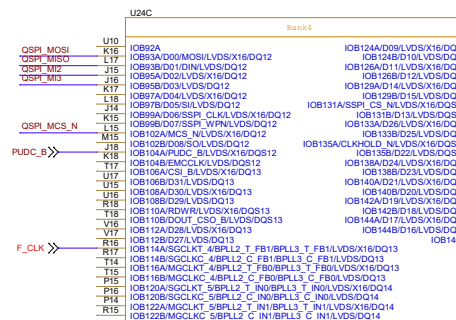 U24C
Bank4
U10 IOB92A IOB124A/D09/LVDS/X16/DQ
QSPI_MOSI K16 IOB93A/D00/MOSI/LVDS/X16/DQ12 IOB124B/D10/LVDS/DQ
QSPI_MISO L17 IOB93B/D01/DIN/LVDS/DQ12 IOB126A/D11/LVDS/X16/DQ
QSPI_MI2 J15 IOB95A/D02/LVDS/X16/DQ12 IOB126B/D12/LVDS/DQ
QSPI_MI3 J16 IOB95B/D03/LVDS/DQ12 IOB129A/D14/LVDS/X16/DQ
K17 IOB97A/D04/LVDS/X16/DQ12 IOB129B/D15/LVDS/DQ
L18 IOB97B/D05/SI/LVDS/DQ12 IOB131A/SSPI_CS_N/LVDS/X16/DQS
J14 IOB99A/D06/SSPI_CLK/LVDS/X16/DQ12 IOB131B/D13/LVDS/DQS
K15 IOB99B/D07/SSPI_WPN/LVDS/DQ12 IOB133A/D26/LVDS/X16/DQ
QSPI_MCS_N L15 IOB102A/MCS_N/LVDS/X16/DQ12 IOB133B/D25/LVDS/DQ
M15 IOB102B/D08/SO/LVDS/DQ12 IOB135A/CLKHOLD_N/LVDS/X16/DQS
PUDC_B J18 IOB104A/PUDC_B/LVDS/X16/DQS12 IOB135B/D22/LVDS/DQS
K18 IOB104B/EMCCLK/LVDS/DQS12 IOB138A/D24/LVDS/X16/DQ
T17 IOB106A/CSI_B/LVDS/X16/DQ13 IOB138B/D23/LVDS/DQ
U17 IOB106B/D31/LVDS/DQ13 IOB140A/D21/LVDS/X16/DQ
U15 IOB108A/D30/LVDS/X16/DQ13 IOB140B/D20/LVDS/DQ
U16 IOB108B/D29/LVDS/DQ13 IOB142A/D19/LVDS/X16/DQ
R18 IOB110A/RDWR/LVDS/X16/DQS13 IOB142B/D18/LVDS/DQ
T18 IOB110B/DOUT_CSO_B/LVDS/DQS13 IOB144A/D17/LVDS/X16/DQ
V16 IOB112A/D28/LVDS/X16/DQ13 IOB144B/D16/LVDS/DQ
V17 IOB112B/D27/LVDS/DQ13 IOB14
F_CLK R16 IOB114A/SGCLKT_4/BPLL2_T_FB1/BPLL3_T_FB1/LVDS/X16/DQ13
R17 IOB114B/SGCLKC_4/BPLL2_C_FB1/BPLL3_C_FB1/LVDS/DQ13
T14 IOB116A/MGCLKT_4/BPLL2_T_FB0/BPLL3_T_FB0/LVDS/X16/DQ13
T15 IOB116B/MGCLKC_4/BPLL2_C_FB0/BPLL3_C_FB0/LVDS/DQ13
P15 IOB120A/SGCLKT_5/BPLL2_T_IN0/BPLL3_T_IN0/LVDS/X16/DQ14
P16 IOB120B/SGCLKC_5/BPLL2_C_IN0/BPLL3_C_IN0/LVDS/DQ14
P14 IOB122A/MGCLKT_5/BPLL2_T_IN1/BPLL3_T_IN1/LVDS/X16/DQ14
R15 IOB122B/MGCLKC_5/BPLL2_C_IN1/BPLL3_C_IN1/LVDS/DQ14